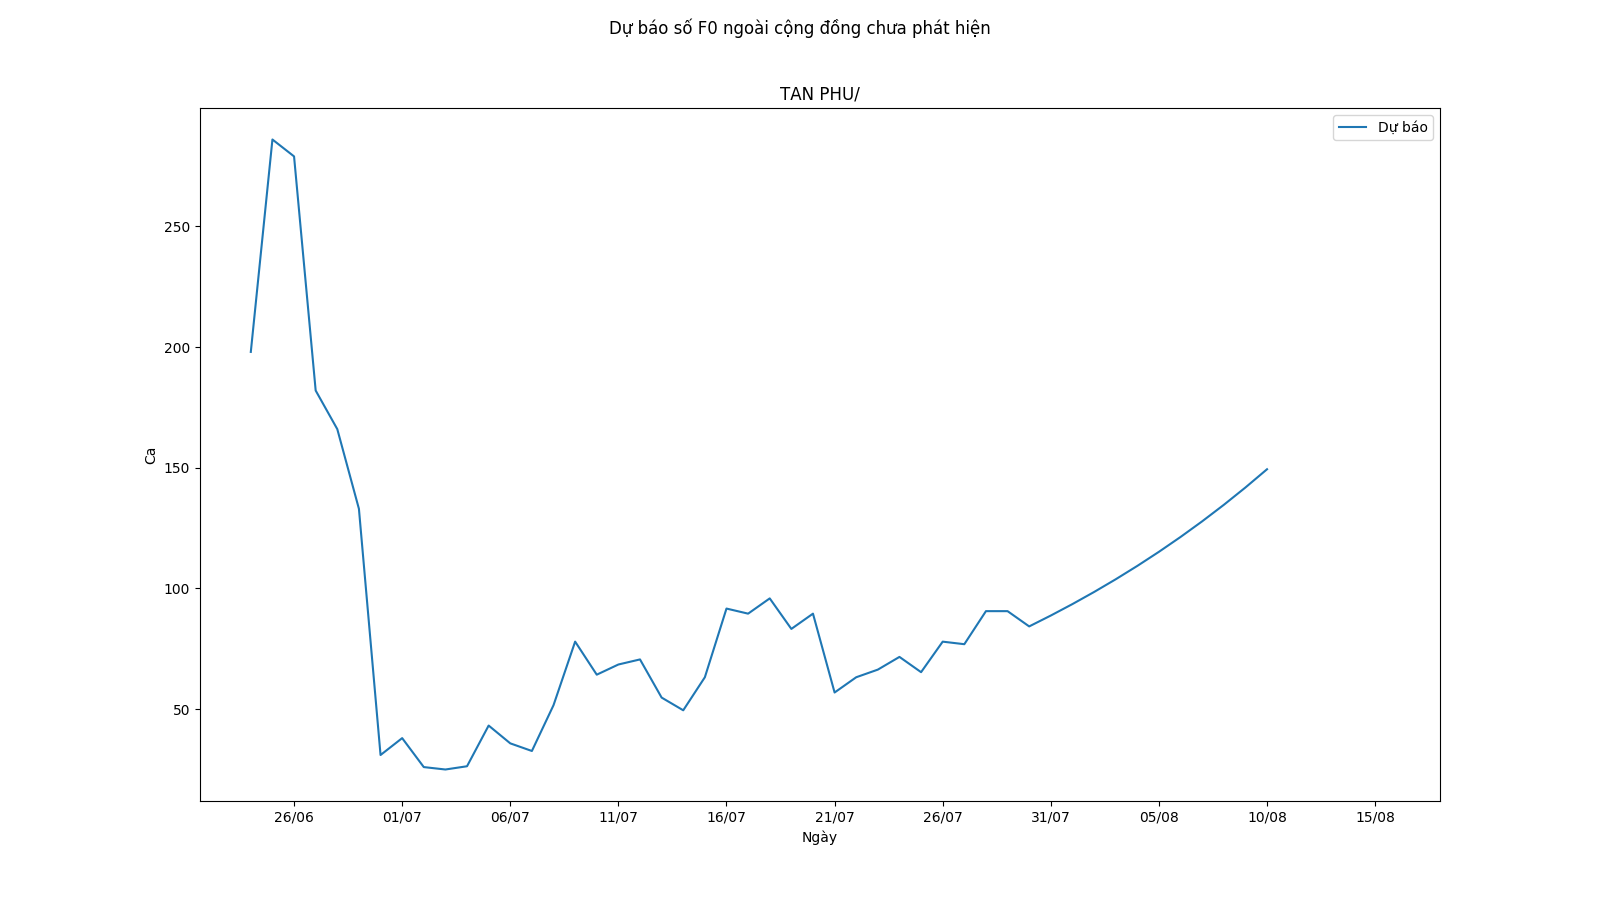 Dự báo số F0 ngoài cộng đồng chưa phát hiện
TAN PHU/
Dự báo
Ca
250
200
150
100
50
26/06 01/07 06/07 11/07 16/07 21/07 26/07 31/07 05/08 10/08 15/08
Ngày